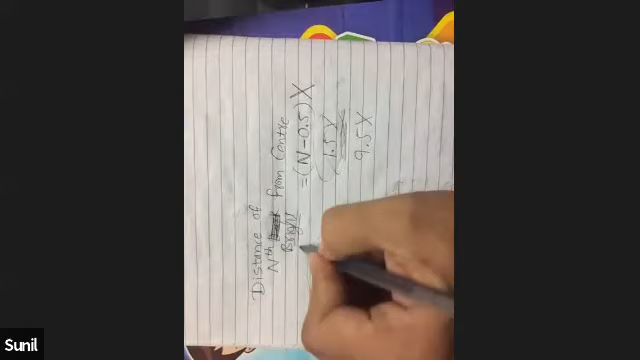 Distance of
Nth from Centre
Bright
= (N - 0.5) X
1.5X
9.5X
Sunil